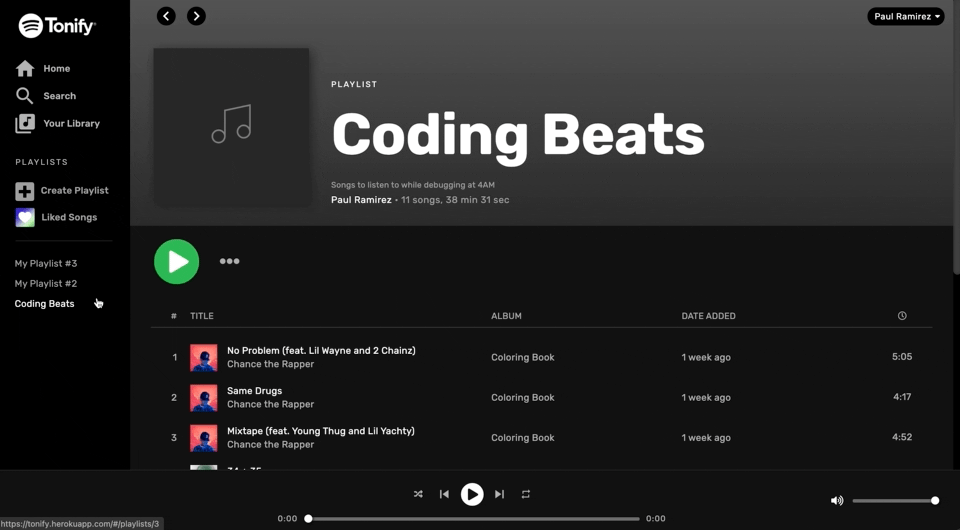 Tonify
Home
Search
Your Library
PLAYLISTS
Create Playlist
Liked Songs
My Playlist #3
My Playlist #2
Coding Beats
Paul Ramirez
PLAYLIST
Coding Beats
Songs to listen to while debugging at 4AM
Paul Ramirez • 11 songs, 38 min 31 sec
# TITLE ALBUM DATE ADDED
1 No Problem (feat. Lil Wayne and 2 Chainz) Coloring Book 1 week ago 5:05
Chance the Rapper
2 Same Drugs Coloring Book 1 week ago 4:17
Chance the Rapper
3 Mixtape (feat. Young Thug and Lil Yachty) Coloring Book 1 week ago 4:52
Chance the Rapper
0:00 0:00
https://tonify.herokuapp.com/#/playlists/3